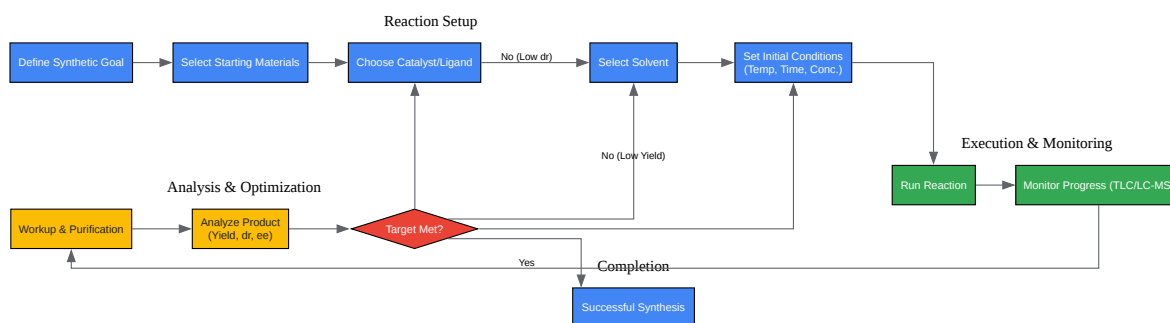 Reaction Setup
Define Synthetic Goal
Select Starting Materials
Choose Catalyst/Ligand
No (Low dr)
Select Solvent
Set Initial Conditions
(Temp, Time, Conc.)
No (Low Yield)
Execution & Monitoring
Run Reaction
Monitor Progress (TLC/LC-MS
Analysis & Optimization
Workup & Purification
Analyze Product
(Yield, dr, ee)
Target Met?
Yes
Completion
Successful Synthesis